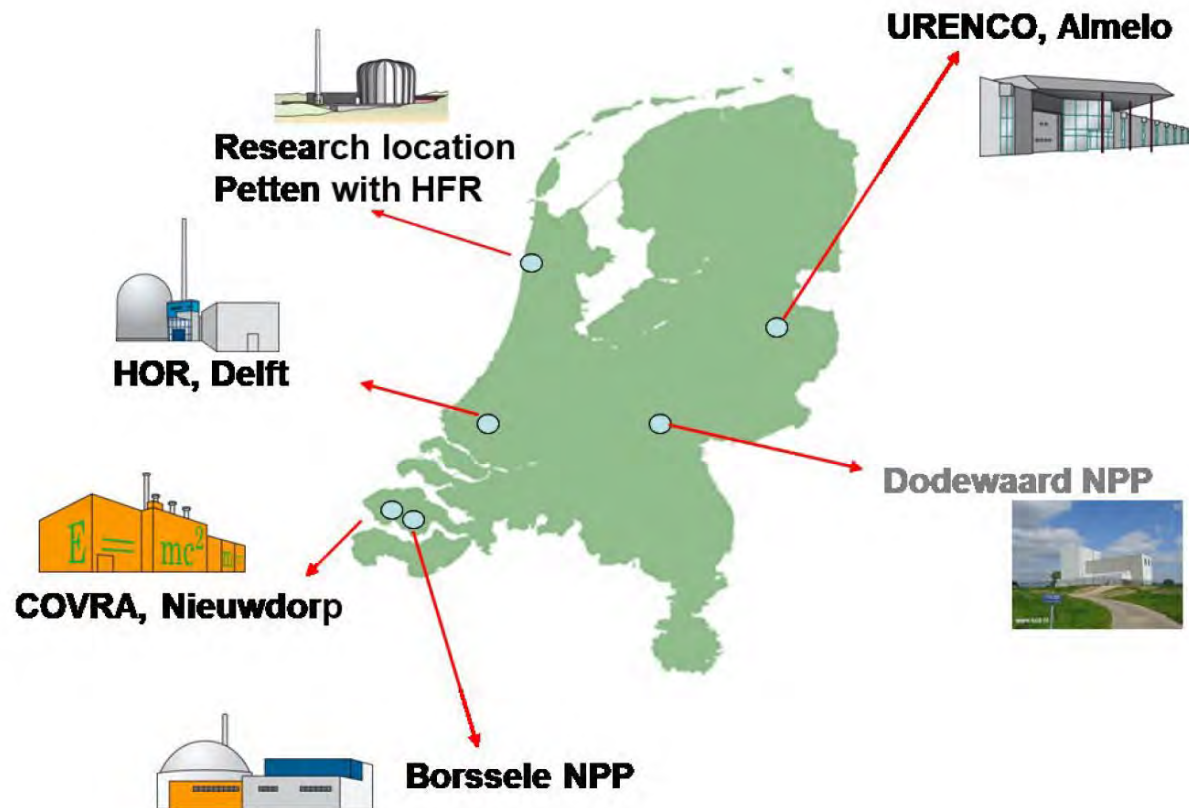 URENCO, Almelo
Research location
Petten with HFR
HOR, Delft
Dodewaard NPP
E = mc²
COVRA, Nieuwdorp
Borssele NPP